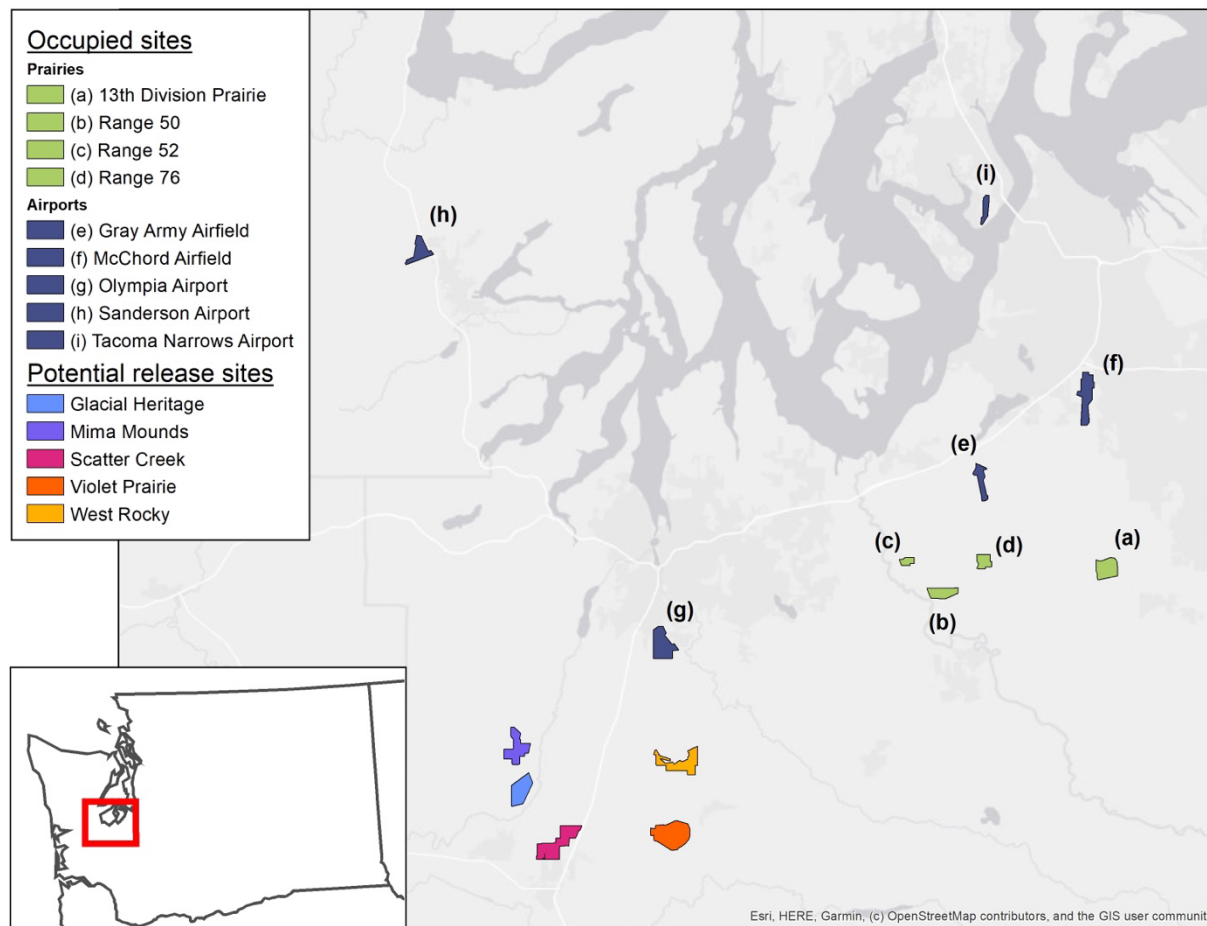 Occupied sites
Prairies
(a) 13th Division Prairie
(b) Range 50
(c) Range 52
(d) Range 76
Airports
(e) Gray Army Airfield
(f) McChord Airfield
(g) Olympia Airport
(h) Sanderson Airport
(i) Tacoma Narrows Airport
Potential release sites
Glacial Heritage
Mima Mounds
Scatter Creek
Violet Prairie
West Rocky
(i)
(h)
(f)
(e)
(c)
(d)
(a)
(b)
(g)
Esri, HERE, Garmin, (c) OpenStreetMap contributors, and the GIS user communit